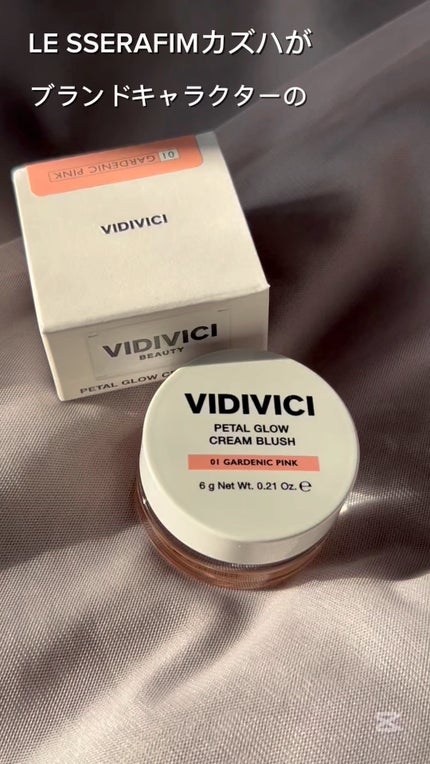 LE SSERAFIMカズハが
ブランドキャラクターの
01 GARDENIC PINK
VIDIVICI
VIDIVICI
BEAUTY
PETAL GLOW
VIDIVICI
PETAL GLOW
CREAM BLUSH
01 GARDENIC PINK
6 g Net Wt. 0.21 Oz. ℮